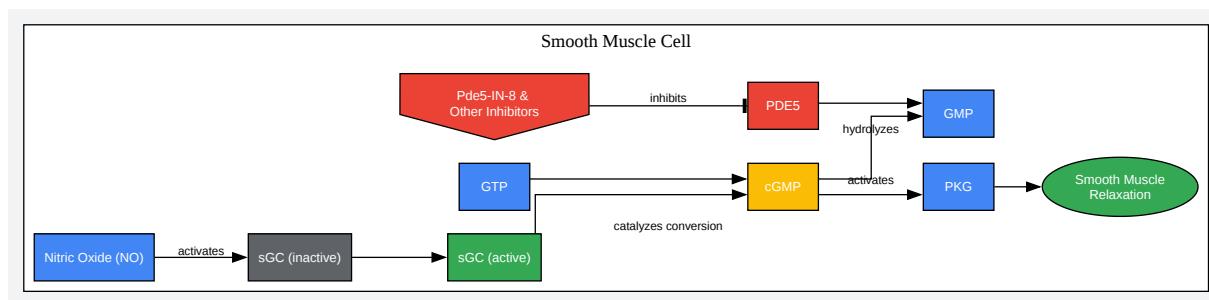 Smooth Muscle Cell
Pde5-IN-8 &
Other Inhibitors
inhibits
PDE5
GMP
hydrolyzes
GTP
cGMP
activates
PKG
Smooth Muscle
Relaxation
catalyzes conversion
Nitric Oxide (NO)
activates
sGC (inactive)
sGC (active)